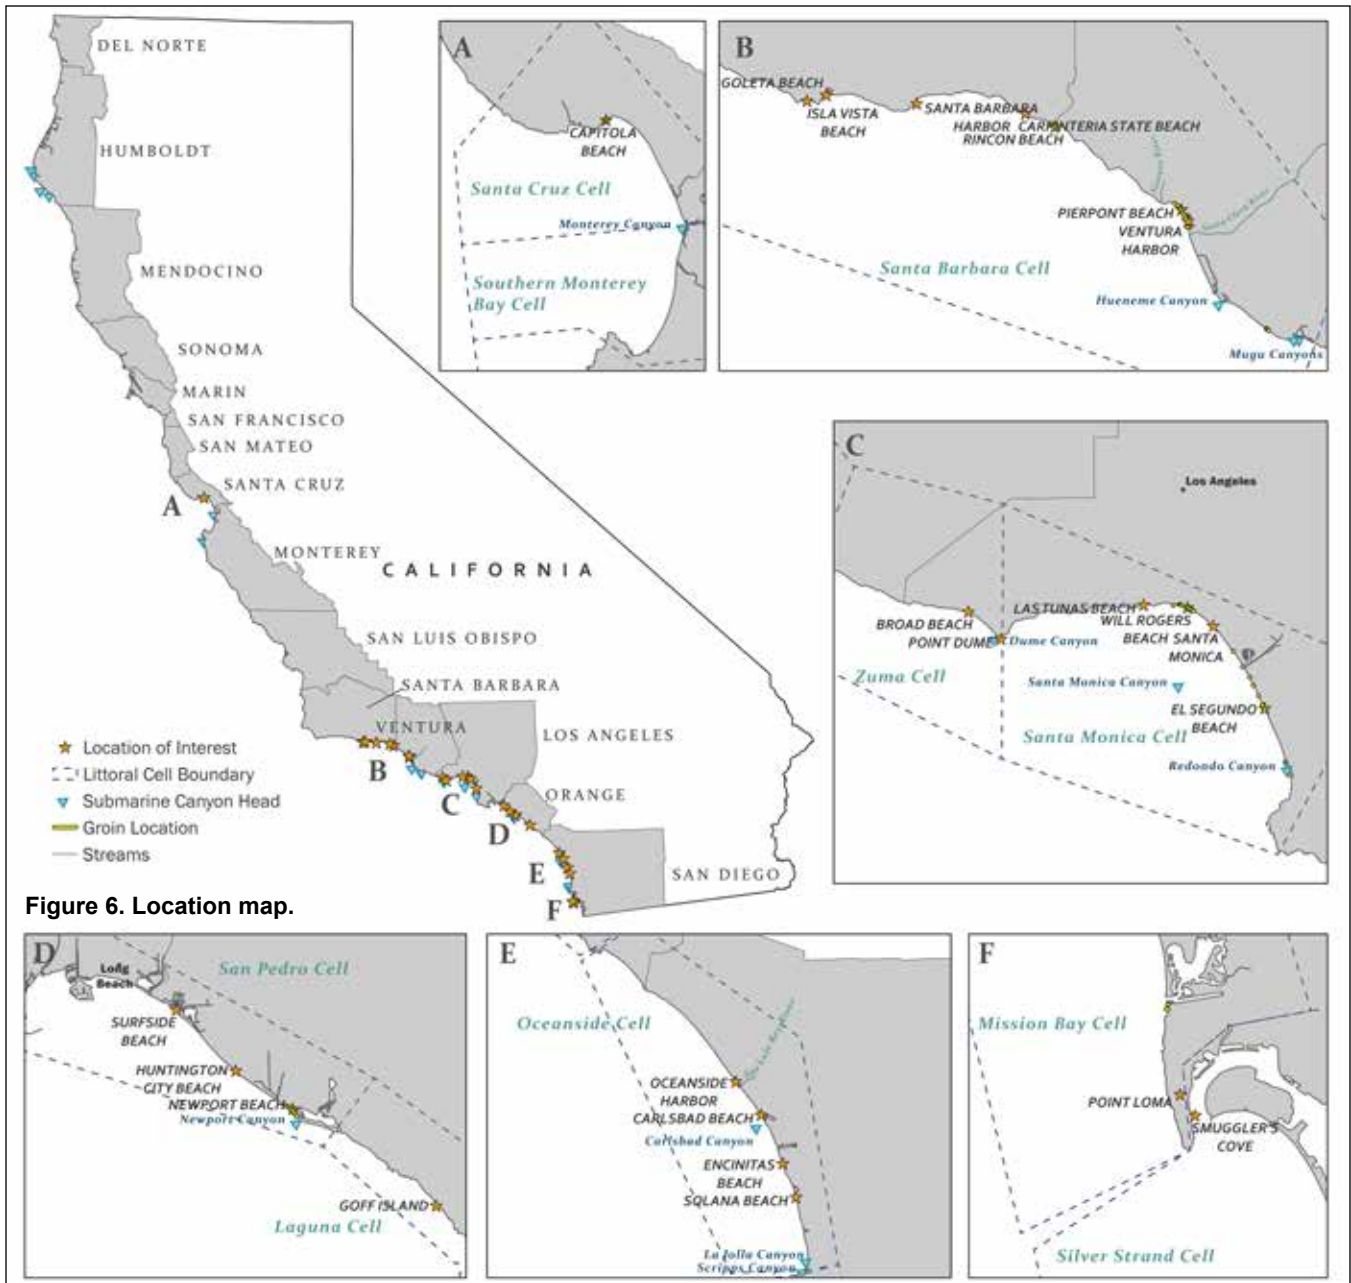 DEL NORTE
HUMBOLDT
MENDOCINO
SONOMA
MARIN
SAN FRANCISCO
SAN MATEO
SANTA CRUZ
A
MONTEREY
CALIFORNIA
SAN LUIS OBISPO
SANTA BARBARA
VENTURA
LOS ANGELES
B
C
ORANGE
D
E
SAN DIEGO
F
Location of Interest
Littoral Cell Boundary
Submarine Canyon Head
Groin Location
Streams
Figure 6. Location map.
A
CAPITOLA
BEACH
Santa Cruz Cell
Monterey Canyon
Southern Monterey
Bay Cell
B
GOLETA BEACH
ISLA VISTA
BEACH
SANTA BARBARA
HARBOR
CARPINTERIA STATE BEACH
RINCON BEACH
PIERPONT BEACH
VENTURA
HARBOR
Santa Clara River
Santa Barbara Cell
Hueneme Canyon
Mugu Canyons
C
Los Angeles
BROAD BEACH
POINT DUME
Dume Canyon
LAS TUNAS BEACH
WILL ROGERS
BEACH
SANTA
MONICA
Zuma Cell
Santa Monica Canyon
EL SEGUNDO
BEACH
Santa Monica Cell
Redondo Canyon
D
Long
Beach
San Pedro Cell
SURFSIDE
BEACH
HUNTINGTON
CITY BEACH
NEWPORT BEACH
Newport Canyon
GOFF ISLAND
Laguna Cell
E
Oceanside Cell
San Luis Rey River
OCEANSIDE
HARBOR
CARLSBAD BEACH
Carlsbad Canyon
ENCINITAS
BEACH
SOLANA BEACH
La Jolla Canyon
Scripps Canyon
F
Mission Bay Cell
POINT LOMA
SMUGGLER'S
COVE
Silver Strand Cell